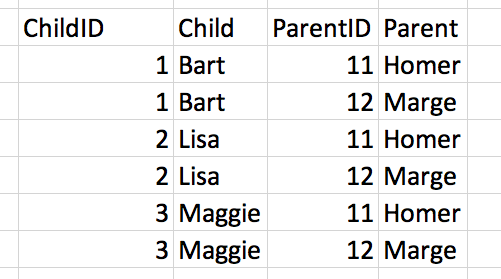 ChildID Child ParentID Parent
1 Bart 11 Homer
1 Bart 12 Marge
2 Lisa 11 Homer
2 Lisa 12 Marge
3 Maggie 11 Homer
3 Maggie 12 Marge